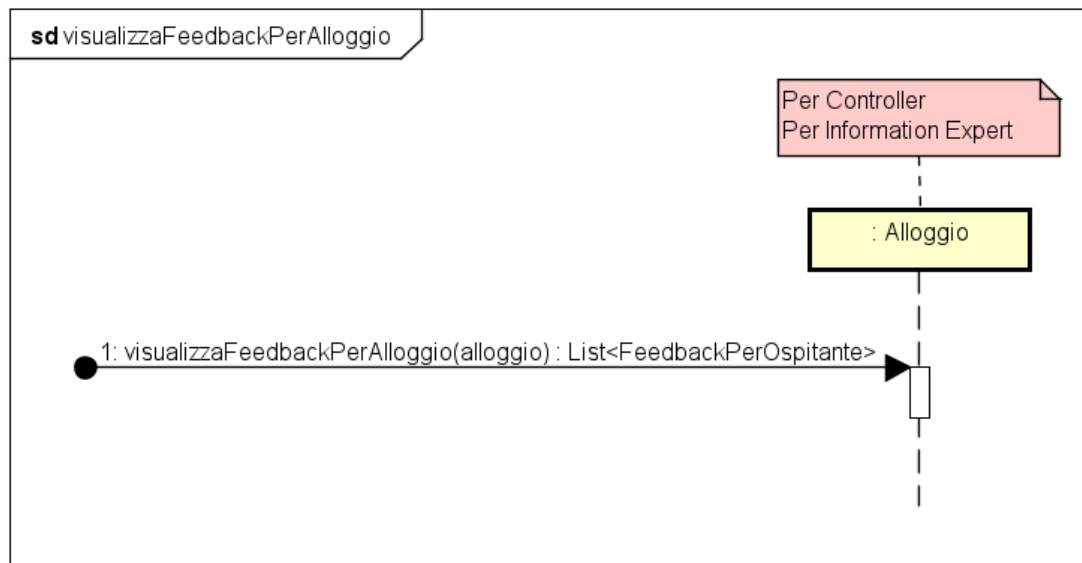 sd visualizzaFeedbackPerAlloggio
Per Controller
Per Information Expert
: Alloggio
1: visualizzaFeedbackPerAlloggio(alloggio) : List<FeedbackPerOspitante>